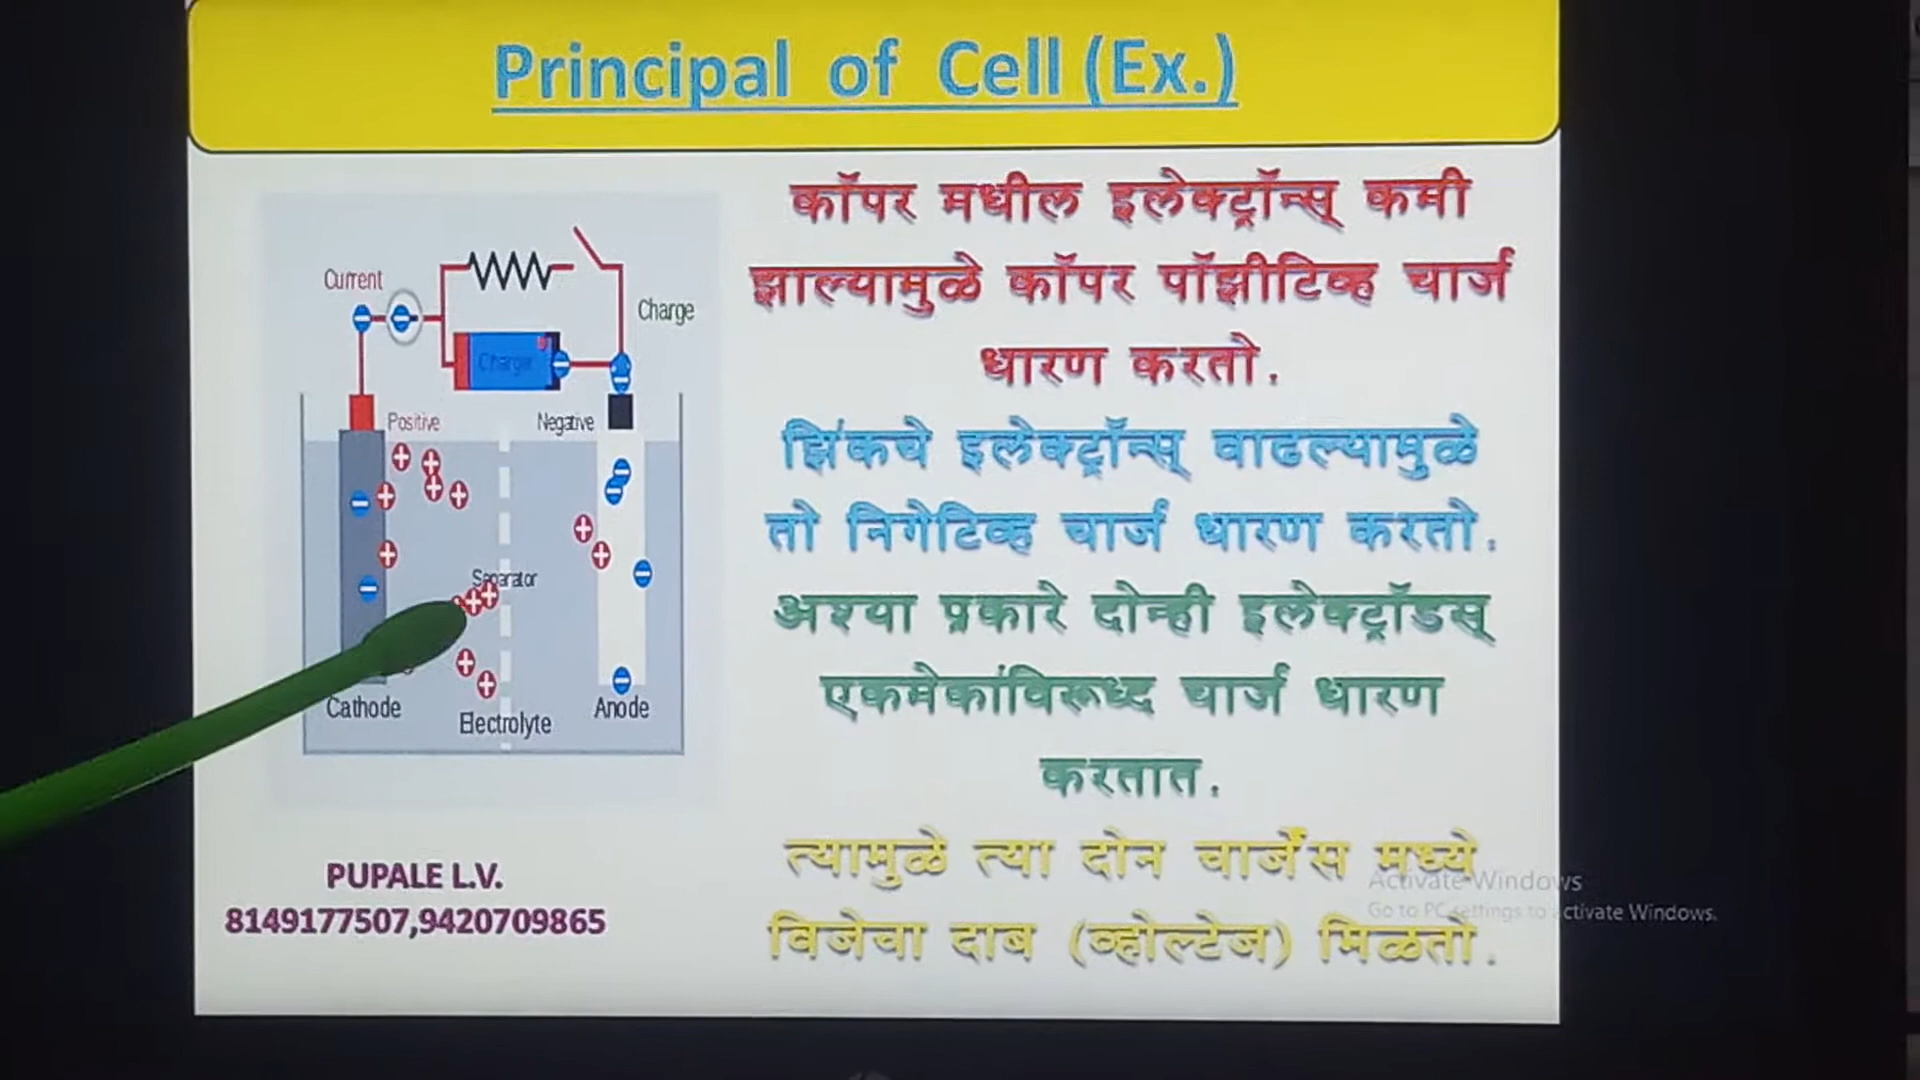 Principal of Cell (Ex.)
Current
Charge
Charger
Positive
Negative
Separator
Cathode
Electrolyte
Anode
PUPALE L.V.
8149177507,9420709865
कॉपर मधील इलेक्ट्रॉन्स् कमी
झाल्यामुळे कॉपर पॉझीटिव्ह चार्ज
धारण करतो.
झिंकचे इलेक्ट्रॉन्स् वाढल्यामुळे
तो निगेटिव्ह चार्ज धारण करतो.
अश्या प्रकारे दोन्ही इलेक्ट्रॉडस्
एकमेकांविरूध्द चार्ज धारण
करतात.
त्यामुळे त्या दोन चार्जेस मध्ये
विजेचा दाब (व्होल्टेज) मिळतो.
Activate Windows
Go to PC settings to activate Windows.